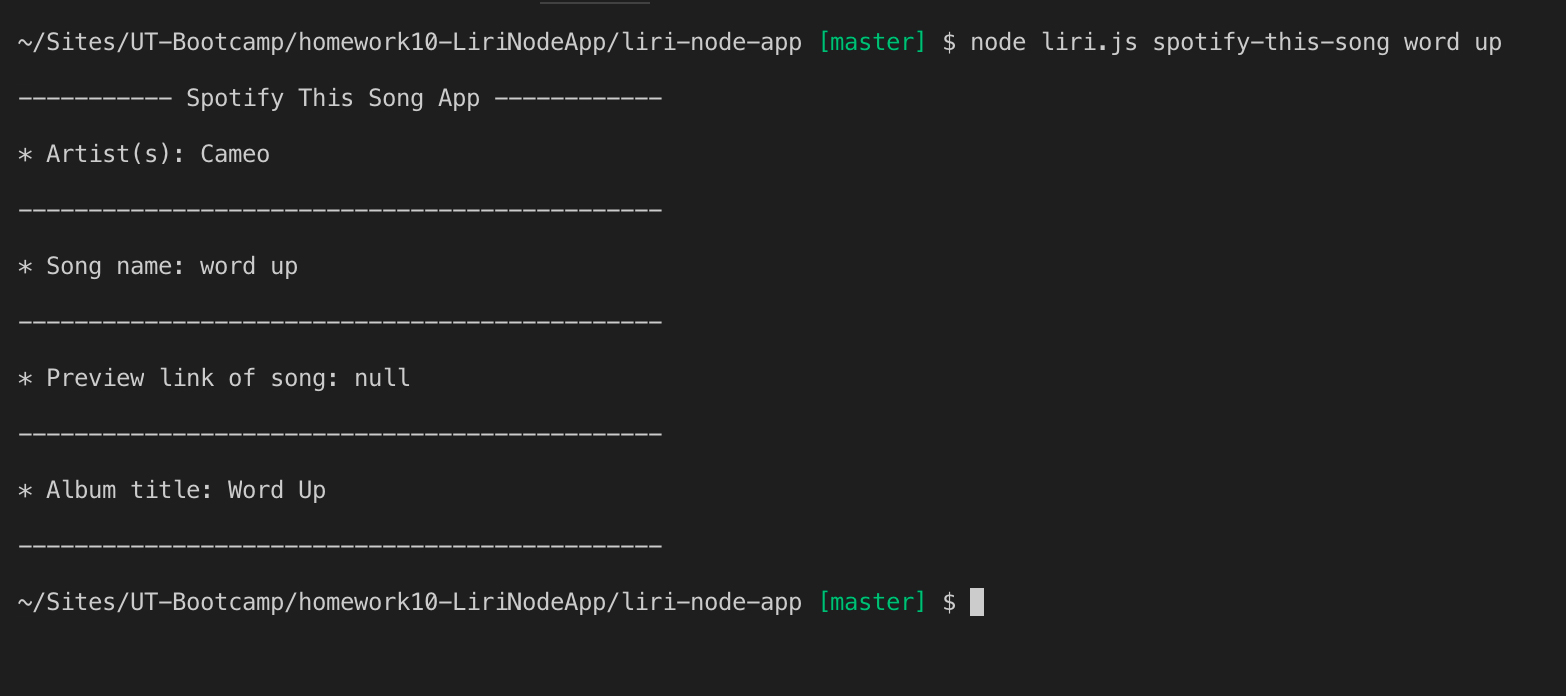 ~/Sites/UT-Bootcamp/homework10-LiriNodeApp/liri-node-app [master] $ node liri.js spotify-this-song word up
----------- Spotify This Song App ------------
* Artist(s): Cameo
----------------------------------------------
* Song name: word up
----------------------------------------------
* Preview link of song: null
----------------------------------------------
* Album title: Word Up
----------------------------------------------
~/Sites/UT-Bootcamp/homework10-LiriNodeApp/liri-node-app [master] $